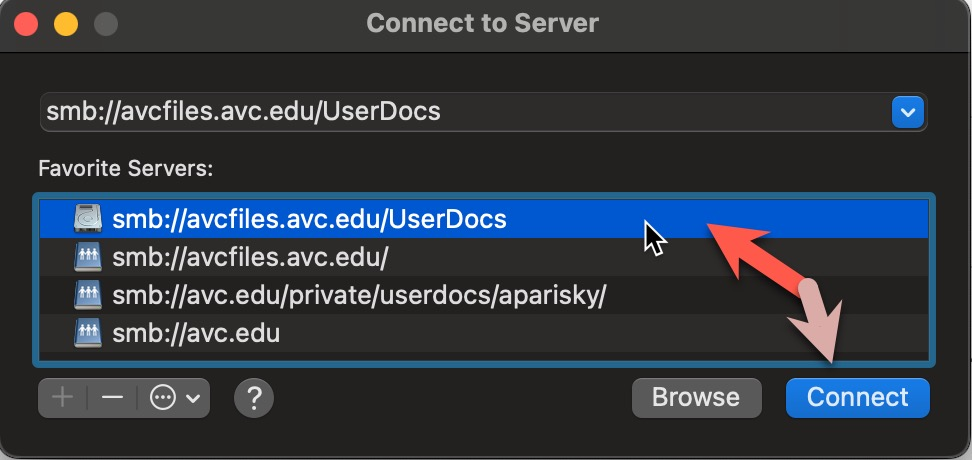 Connect to Server
smb://avcfiles.avc.edu/UserDocs
Favorite Servers:
smb://avcfiles.avc.edu/UserDocs
smb://avcfiles.avc.edu/
smb://avc.edu/private/userdocs/aparisky/
smb://avc.edu
?
Browse
Connect